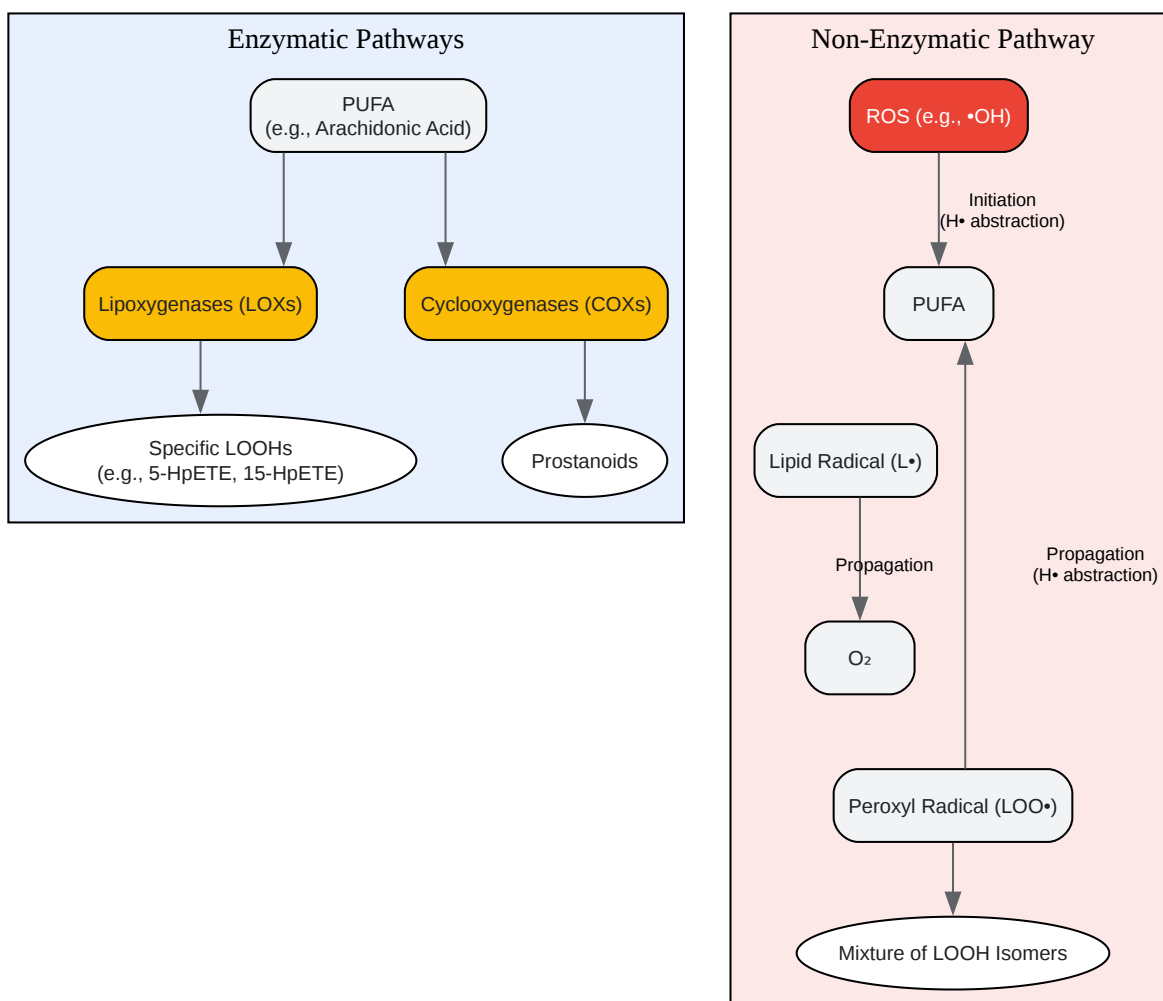 Enzymatic Pathways
PUFA
(e.g., Arachidonic Acid)
Lipoxygenases (LOXs)
Cyclooxygenases (COXs)
Specific LOOHs
(e.g., 5-HpETE, 15-HpETE)
Prostanoids
Non-Enzymatic Pathway
ROS (e.g., •OH)
Initiation
(H• abstraction)
PUFA
Lipid Radical (L•)
Propagation
Propagation
(H• abstraction)
O₂
Peroxyl Radical (LOO•)
Mixture of LOOH Isomers